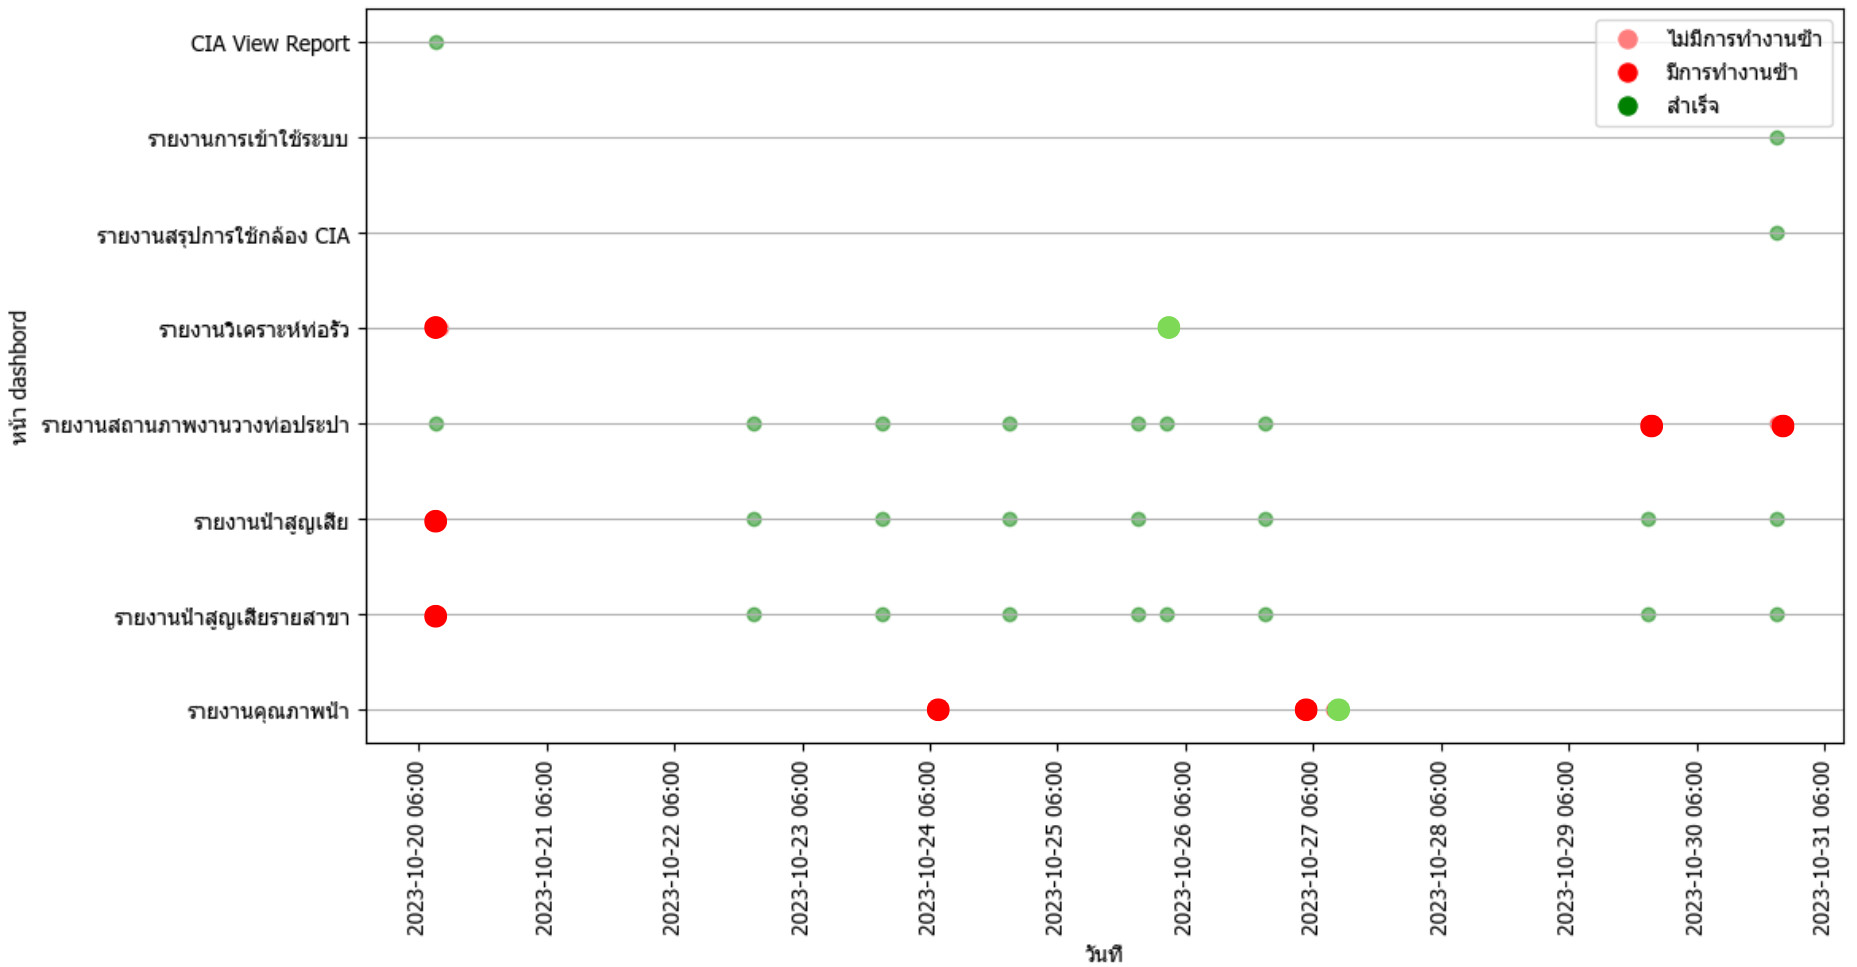 CIA View Report
รายงานการเข้าใช้ระบบ
รายงานสรุปการใช้กล้อง CIA
รายงานวิเคราะห์ท่อรั่ว
รายงานสถานภาพงานวางท่อประปา
รายงานน้ำสูญเสีย
รายงานน้ำสูญเสียรายสาขา
รายงานคุณภาพน้ำ
หน้า dashbord
ไม่มีการทำงานซ้ำ
มีการทำงานซ้ำ
สำเร็จ
2023-10-20 06:00
2023-10-21 06:00
2023-10-22 06:00
2023-10-23 06:00
2023-10-24 06:00
2023-10-25 06:00
2023-10-26 06:00
2023-10-27 06:00
2023-10-28 06:00
2023-10-29 06:00
2023-10-30 06:00
2023-10-31 06:00
วันที่